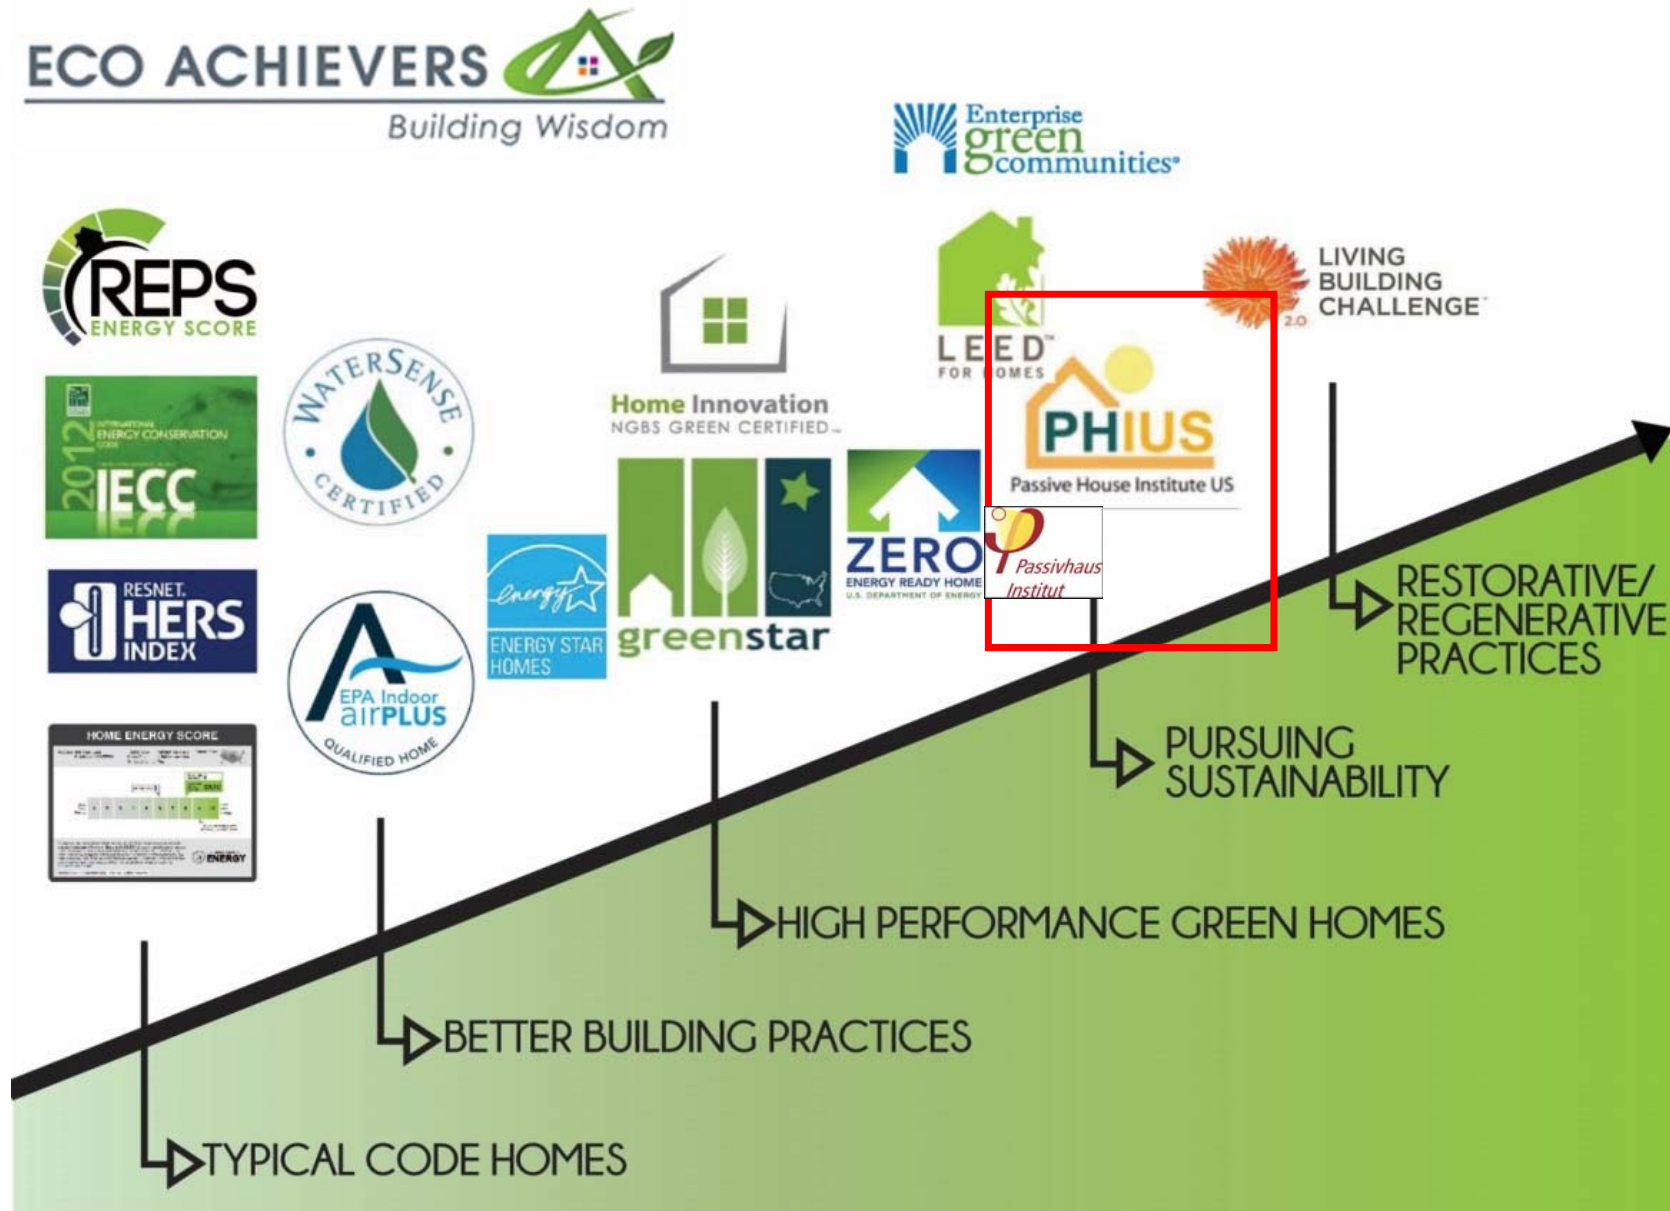 ECO ACHIEVERS
Building Wisdom
Enterprise
green
communities®
REPS
ENERGY SCORE
LIVING
BUILDING
CHALLENGE™
2.0
LEED™
FOR HOMES
WATERSENSE
CERTIFIED
2012
INTERNATIONAL
ENERGY CONSERVATION
CODE
IECC
Home Innovation
NGBS GREEN CERTIFIED™
PHIUS
Passive House Institute US
ZERO
ENERGY READY HOME
U.S. DEPARTMENT OF ENERGY
Passivhaus
Institut
RESNET.
HERS
INDEX
energy
ENERGY STAR
HOMES
greenstar
EPA Indoor
airPLUS
QUALIFIED HOME
HOME ENERGY SCORE
ENERGY
RESTORATIVE/
REGENERATIVE
PRACTICES
PURSUING
SUSTAINABILITY
HIGH PERFORMANCE GREEN HOMES
BETTER BUILDING PRACTICES
TYPICAL CODE HOMES